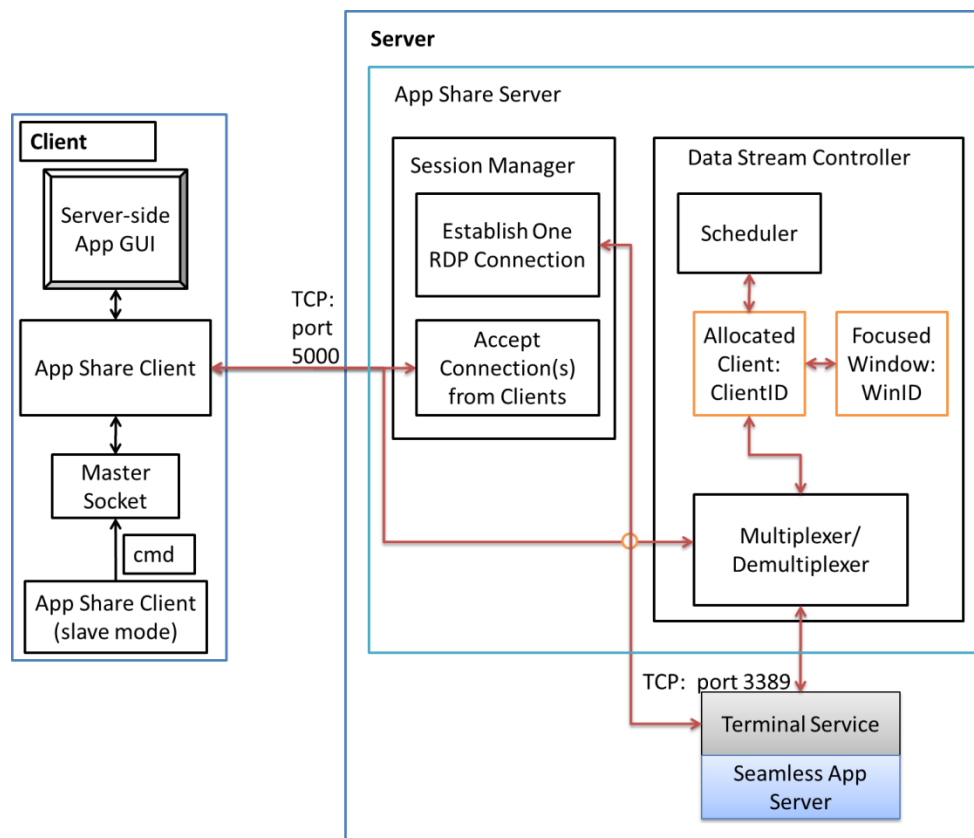 Server
App Share Server
Client
Server-side
App GUI
App Share Client
Master
Socket
cmd
App Share Client
(slave mode)
TCP:
port
5000
Session Manager
Establish One
RDP Connection
Accept
Connection(s)
from Clients
Data Stream Controller
Scheduler
Allocated
Client:
ClientID
Focused
Window:
WinID
Multiplexer/
Demultiplexer
TCP: port 3389
Terminal Service
Seamless App
Server